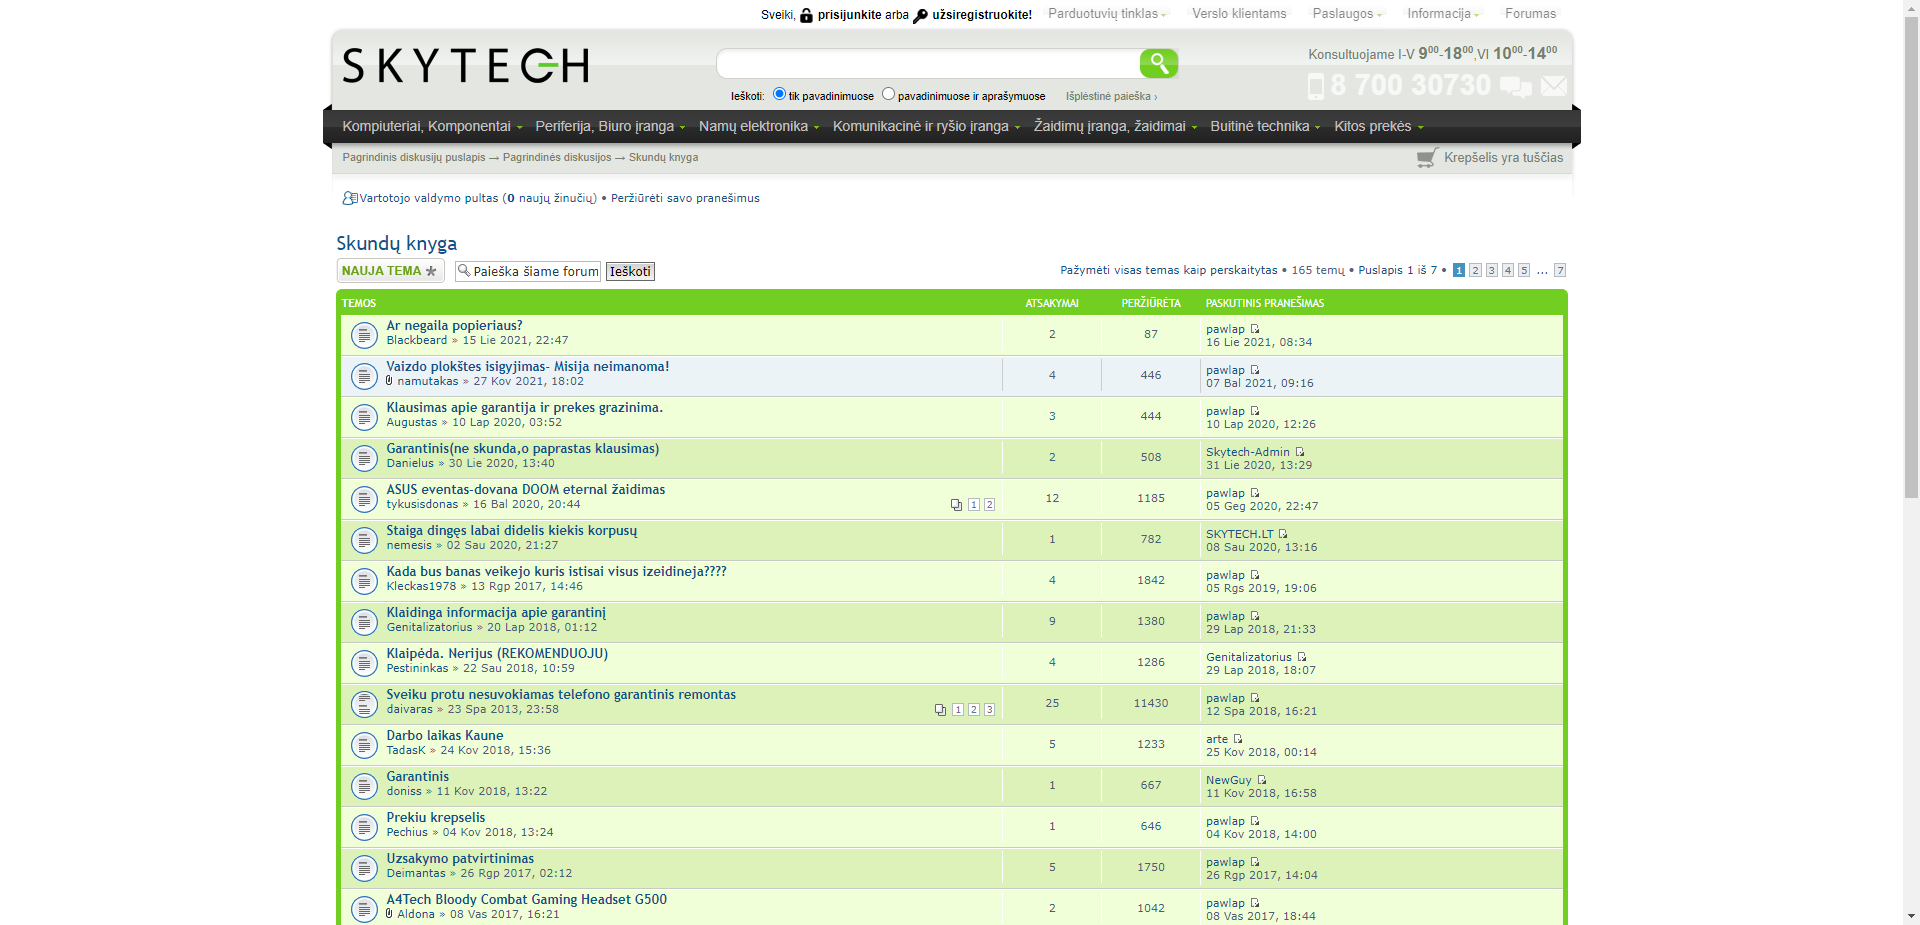 Sveiki, prisijunkite arba užsiregistruokite! Parduotuvių tinklas Verslo klientams Paslaugos Informacija Forumas
SKYTECH
Konsultuojame I-V 9⁰⁰-18⁰⁰,VI 10⁰⁰-14⁰⁰
8 700 30730
Ieškoti: tik pavadinimuose pavadinimuose ir aprašymuose Išplėstinė paieška ›
Kompiuteriai, Komponentai Periferija, Biuro įranga Namų elektronika Komunikacinė ir ryšio įranga Žaidimų įranga, žaidimai Buitinė technika Kitos prekės
Pagrindinis diskusijų puslapis → Pagrindinės diskusijos → Skundų knyga Krepšelis yra tuščias
Vartotojo valdymo pultas (0 naujų žinučių) • Peržiūrėti savo pranešimus
Skundų knyga
NAUJA TEMA * Paieška šiame forum Ieškoti Pažymėti visas temas kaip perskaitytas • 165 temų • Puslapis 1 iš 7 • 1 2 3 4 5 ... 7
TEMOS ATSAKYMAI PERŽIŪRĖTA PASKUTINIS PRANEŠIMAS
Ar negaila popieriaus?
Blackbeard » 15 Lie 2021, 22:47
2 87
pawlap
16 Lie 2021, 08:34
Vaizdo plokštes isigyjimas- Misija neimanoma!
namutakas » 27 Kov 2021, 18:02
4 446
pawlap
07 Bal 2021, 09:16
Klausimas apie garantija ir prekes grazinima.
Augustas » 10 Lap 2020, 03:52
3 444
pawlap
10 Lap 2020, 12:26
Garantinis(ne skunda,o paprastas klausimas)
Danielus » 30 Lie 2020, 13:40
2 508
Skytech-Admin
31 Lie 2020, 13:29
ASUS eventas-dovana DOOM eternal žaidimas
tykusisdonas » 16 Bal 2020, 20:44
1 2
12 1185
pawlap
05 Geg 2020, 22:47
Staiga dingęs labai didelis kiekis korpusų
nemesis » 02 Sau 2020, 21:27
1 782
SKYTECH.LT
08 Sau 2020, 13:16
Kada bus banas veikejo kuris istisai visus izeidineja????
Kleckas1978 » 13 Rgp 2017, 14:46
4 1842
pawlap
05 Rgs 2019, 19:06
Klaidinga informacija apie garantinį
Genitalizatorius » 20 Lap 2018, 01:12
9 1380
pawlap
29 Lap 2018, 21:33
Klaipėda. Nerijus (REKOMENDUOJU)
Pestininkas » 22 Sau 2018, 10:59
4 1286
Genitalizatorius
29 Lap 2018, 18:07
Sveiku protu nesuvokiamas telefono garantinis remontas
daivaras » 23 Spa 2013, 23:58
1 2 3
25 11430
pawlap
12 Spa 2018, 16:21
Darbo laikas Kaune
TadasK » 24 Kov 2018, 15:36
5 1233
arte
25 Kov 2018, 00:14
Garantinis
doniss » 11 Kov 2018, 13:22
1 667
NewGuy
11 Kov 2018, 16:58
Prekiu krepselis
Pechius » 04 Kov 2018, 13:24
1 646
pawlap
04 Kov 2018, 14:00
Uzsakymo patvirtinimas
Deimantas » 26 Rgp 2017, 02:12
5 1750
pawlap
26 Rgp 2017, 14:04
A4Tech Bloody Combat Gaming Headset G500
Aldona » 08 Vas 2017, 16:21
2 1042
pawlap
08 Vas 2017, 18:44